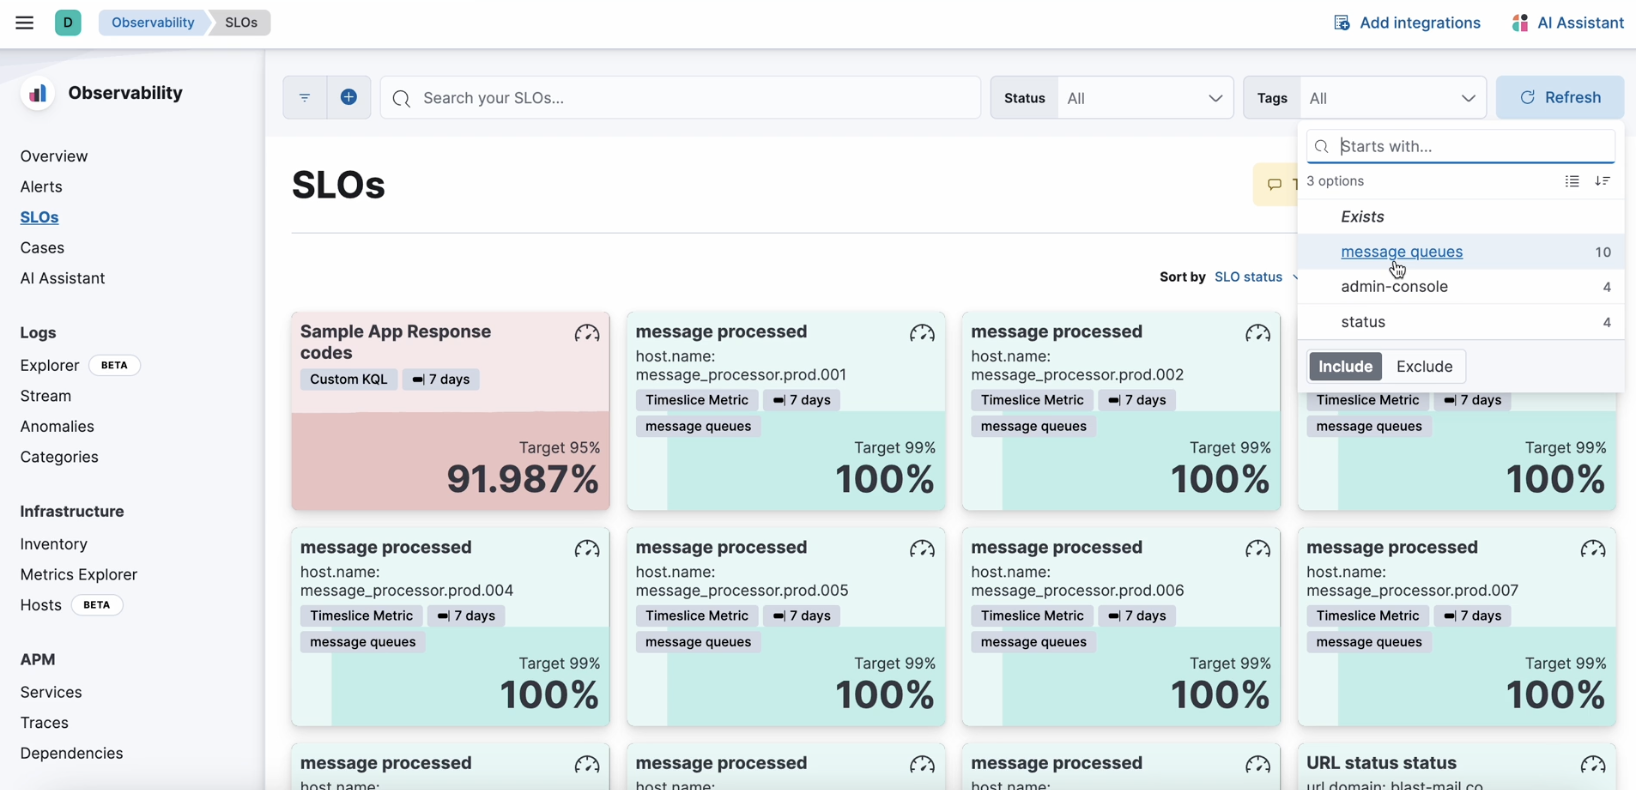 D
Observability
SLOs
Add integrations
AI Assistant
Observability
Overview
Alerts
SLOs
Cases
AI Assistant
Logs
Explorer BETA
Stream
Anomalies
Categories
Infrastructure
Inventory
Metrics Explorer
Hosts BETA
APM
Services
Traces
Dependencies
Search your SLOs...
Status All
Tags All
Refresh
Starts with...
3 options
Exists
message queues 10
admin-console 4
status 4
Include Exclude
SLOs
Sort by SLO status
Sample App Response
codes
Custom KQL 7 days
Target 95%
91.987%
message processed
host.name:
message_processor.prod.001
Timeslice Metric 7 days
message queues
Target 99%
100%
message processed
host.name:
message_processor.prod.002
Timeslice Metric 7 days
message queues
Target 99%
100%
Timeslice Metric 7 days
message queues
Target 99%
100%
message processed
host.name:
message_processor.prod.004
Timeslice Metric 7 days
message queues
Target 99%
100%
message processed
host.name:
message_processor.prod.005
Timeslice Metric 7 days
message queues
Target 99%
100%
message processed
host.name:
message_processor.prod.006
Timeslice Metric 7 days
message queues
Target 99%
100%
message processed
host.name:
message_processor.prod.007
Timeslice Metric 7 days
message queues
Target 99%
100%
message processed
host.name:
message processed
host.name:
message processed
host.name:
URL status status
url.domain: blast-mail.co